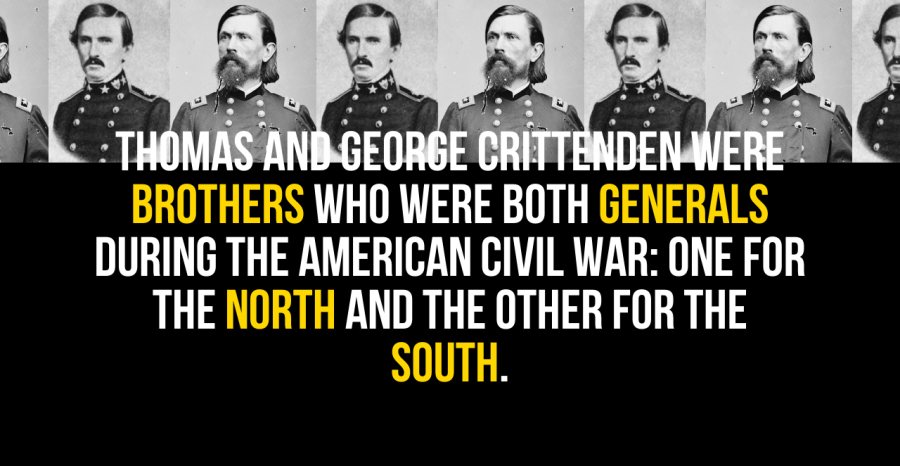 THOMAS AND GEORGE CRITTENDEN WERE
BROTHERS WHO WERE BOTH GENERALS
DURING THE AMERICAN CIVIL WAR: ONE FOR
THE NORTH AND THE OTHER FOR THE
SOUTH.